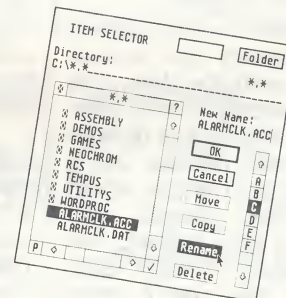 ITEM SELECTOR
Folder
Directory:
C:\*.*
*.*
*.*
?
New Name:
ALARMCLK.ACC
ASSEMBLY
DEMOS
GAMES
NEOCHROM
RCS
TEMPUS
UTILITYS
WORDPROC
ALARMCLK.ACC
ALARMCLK.DAT
P
OK
Cancel
Move
Copy
Rename
Delete
A
B
C
D
E
F